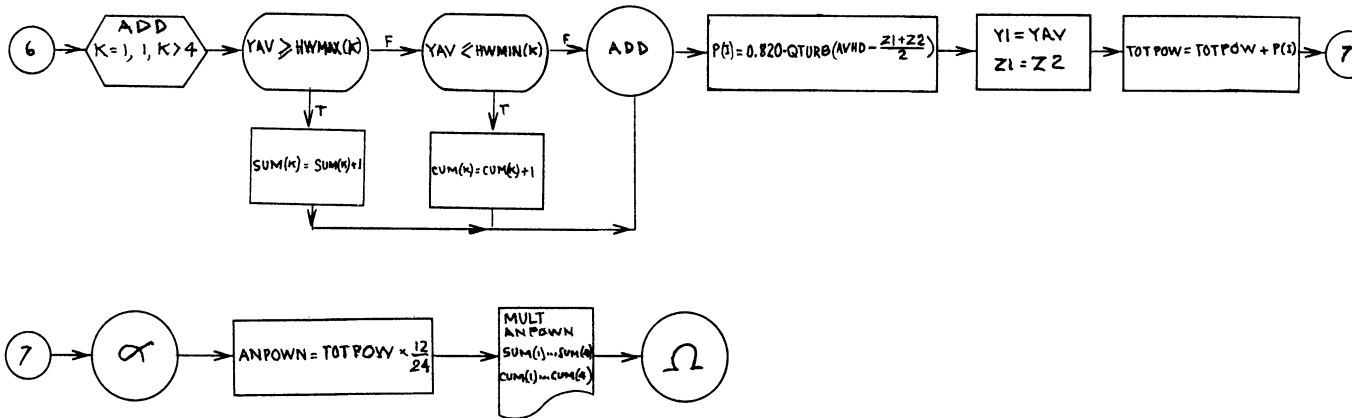 6
ADD
K=1, 1, K>4
YAV ⩾ HWMAX(K)
F
YAV ≤ HWMIN(K)
F
ADD
P(I)=0.820·QTURB(AVHD-(Z1+Z2)/2)
Y1=YAV
Z1=Z2
TOTPOW=TOTPOW+P(I)
7
T
T
SUM(K)=SUM(K)+1
CUM(K)=CUM(K)+1
7
α
ANPOWN=TOTPOW × 12/24
MULT
ANPOWN
SUM(1)...SUM(4)
CUM(1)...CUM(4)
Ω